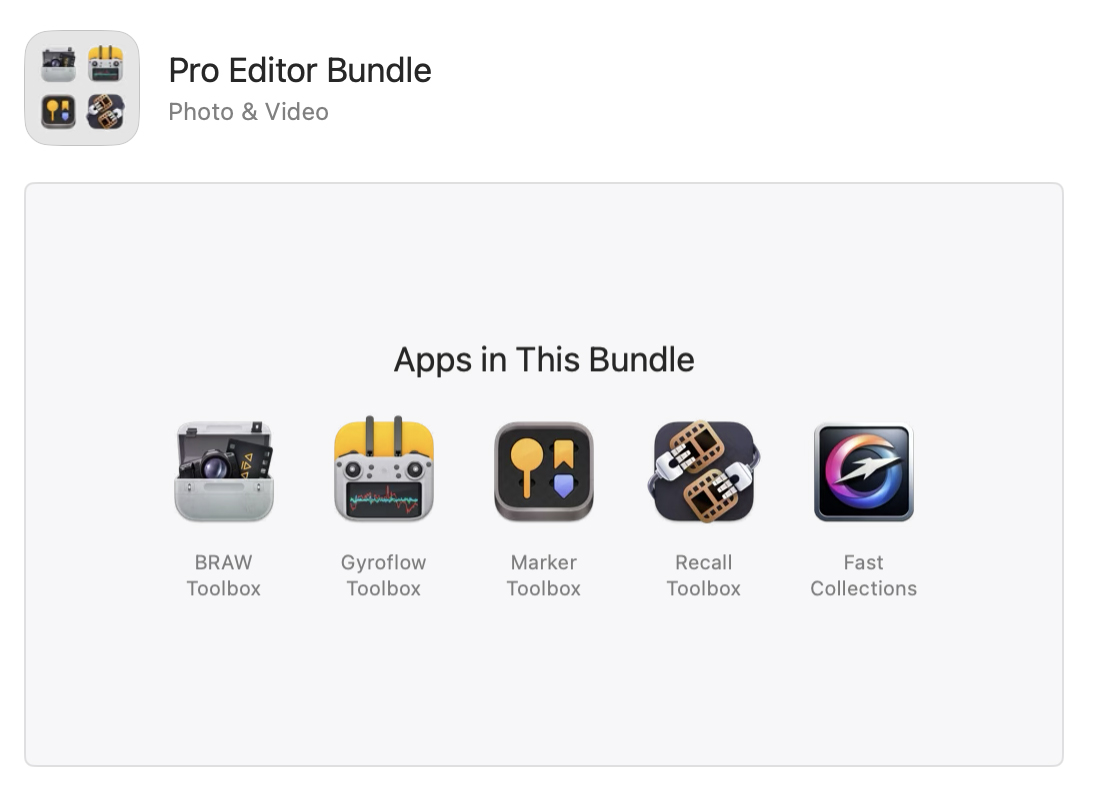 Pro Editor Bundle
Photo & Video
Apps in This Bundle
BRAW
Toolbox
Gyroflow
Toolbox
Marker
Toolbox
Recall
Toolbox
Fast
Collections